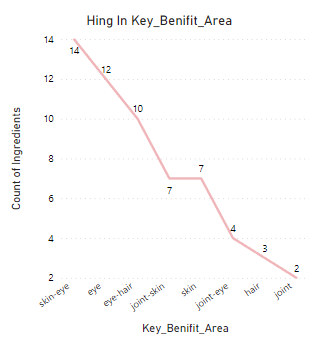 Hing In Key_Benifit_Area
Count of Ingredients
14
12
10
8
6
4
2
14
12
10
7
7
4
3
2
skin-eye
eye
eye-hair
joint-skin
skin
joint-eye
hair
joint
Key_Benifit_Area